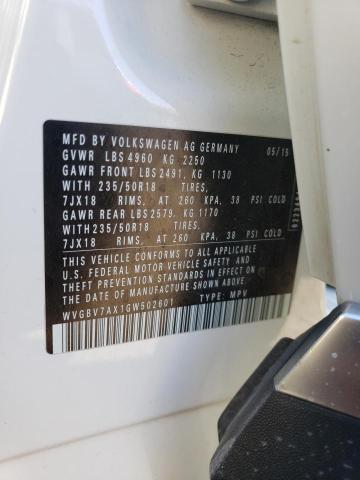 MFD BY VOLKSWAGEN AG GERMANY 05/15
GVWR LBS 4960 KG 2250
GAWR FRONT LBS 2491, KG 1130
WITH 235/50R18 TIRES,
7JX18 RIMS, AT 260 KPA, 38 PSI COLD
GAWR REAR LBS 2579, KG 1170
WITH 235/50R18 TIRES,
7JX18 RIMS, AT 260 KPA, 38 PSI COLD
THIS VEHICLE CONFORMS TO ALL APPLICABLE
FEDERAL MOTOR VEHICLE SAFETY AND
THEFT PREVENTION STANDARDS IN EFFECT ON
THE DATE OF MANUFACTURE SHOWN ABOVE.
WVGBV7AX1GW502601 TYPE: MPV